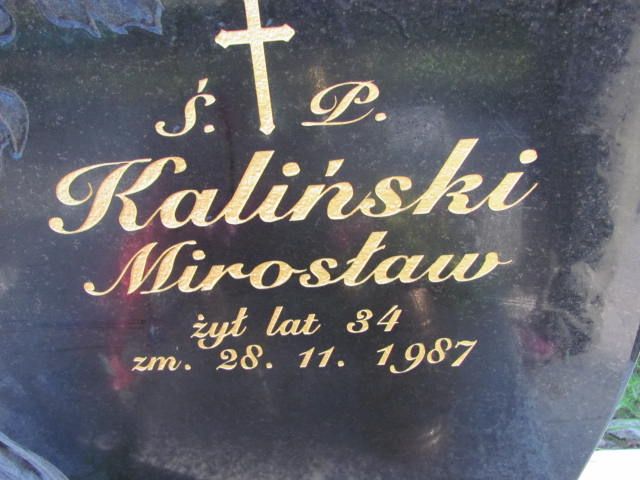 Ś. P.
Kaliński
Mirosław
żył lat 34
zm. 28. 11. 1987